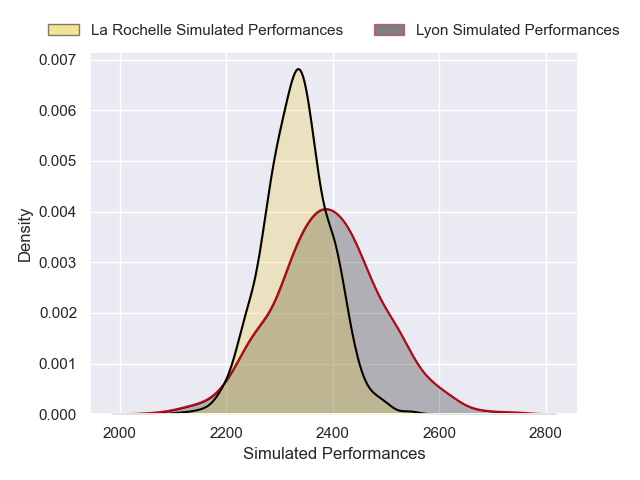 La Rochelle Simulated Performances
Lyon Simulated Performances
0.007
0.006
0.005
0.004
0.003
0.002
0.001
0.000
Density
2000 2200 2400 2600 2800
Simulated Performances